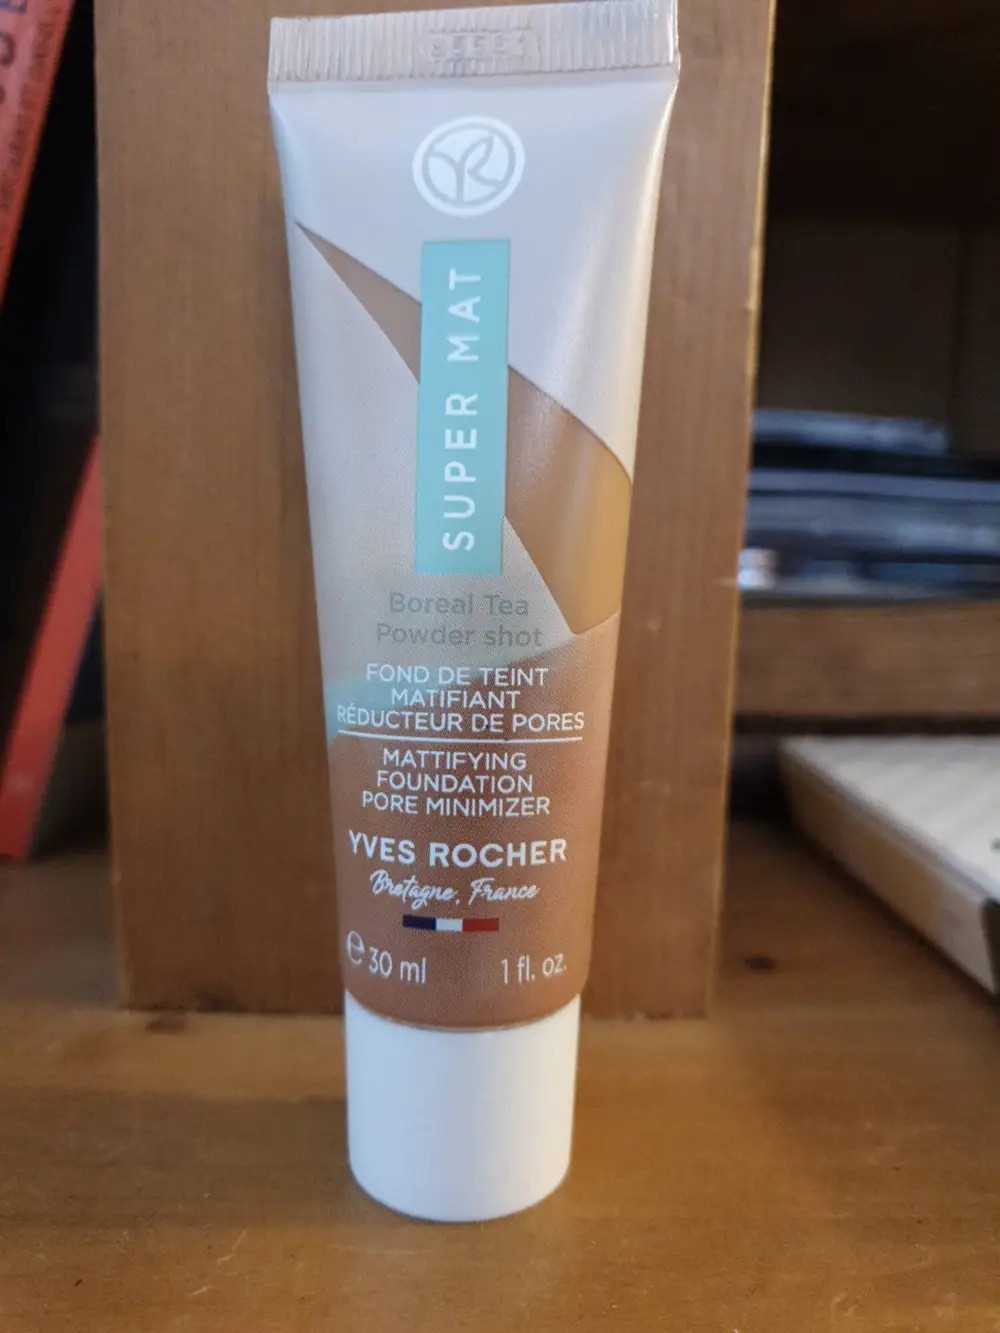 YR
SUPER MAT
Boreal Tea
Powder shot
FOND DE TEINT
MATIFIANT
RÉDUCTEUR DE PORES
MATTIFYING
FOUNDATION
PORE MINIMIZER
YVES ROCHER
Bretagne, France
℮ 30 ml 1 fl. oz.